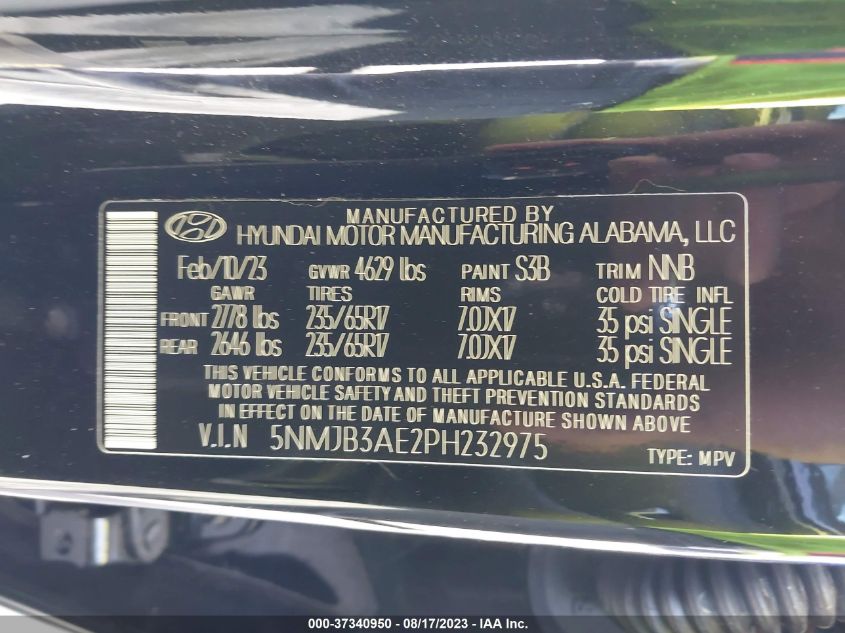 MANUFACTURED BY
HYUNDAI MOTOR MANUFACTURING ALABAMA, LLC
Feb/10/23 GVWR 4629 lbs PAINT S3B TRIM NNB
GAWR TIRES RIMS COLD TIRE INFL
FRONT 2778 lbs 235/65R17 7.0JX17 35 psi SINGLE
REAR 2646 lbs 235/65R17 7.0JX17 35 psi SINGLE
THIS VEHICLE CONFORMS TO ALL APPLICABLE U.S.A. FEDERAL
MOTOR VEHICLE SAFETY AND THEFT PREVENTION STANDARDS
IN EFFECT ON THE DATE OF MANUFACTURE SHOWN ABOVE
V.I.N 5NMJB3AE2PH232975
TYPE: MPV
000-37340950 - 08/17/2023 - IAA Inc.